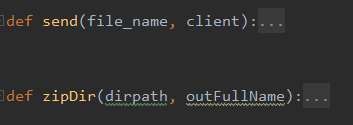 def send(file_name, client):...
def zipDir(dirpath, outFullName):...